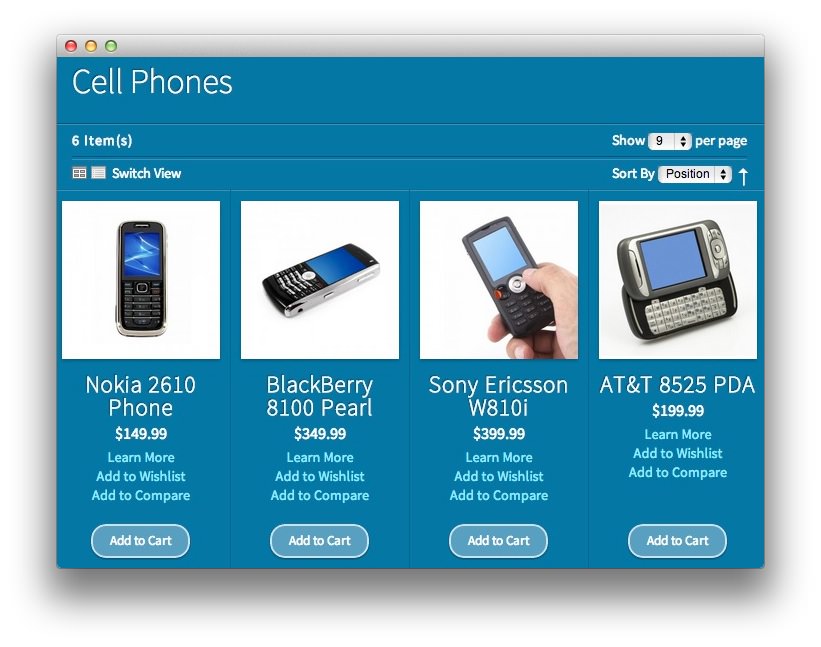 Cell Phones
6 Item(s)
Show 9 per page
Switch View
Sort By Position
Nokia 2610
Phone
$149.99
Learn More
Add to Wishlist
Add to Compare
Add to Cart
BlackBerry
8100 Pearl
$349.99
Learn More
Add to Wishlist
Add to Compare
Add to Cart
Sony Ericsson
W810i
$399.99
Learn More
Add to Wishlist
Add to Compare
Add to Cart
AT&T 8525 PDA
$199.99
Learn More
Add to Wishlist
Add to Compare
Add to Cart